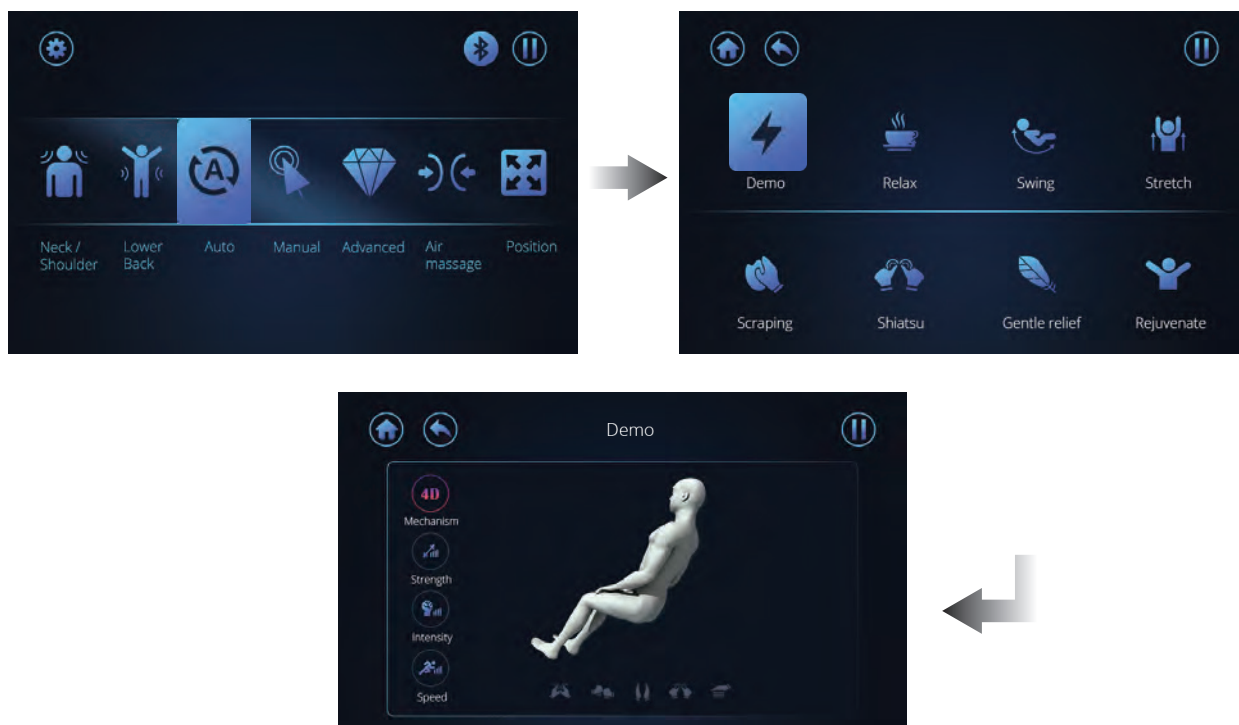 A
Neck /
Shoulder
Lower
Back
Auto
Manual
Advanced
Air
massage
Position
Demo
Relax
Swing
Stretch
Scraping
Shiatsu
Gentle relief
Rejuvenate
Demo
4D
Mechanism
Strength
Intensity
Speed